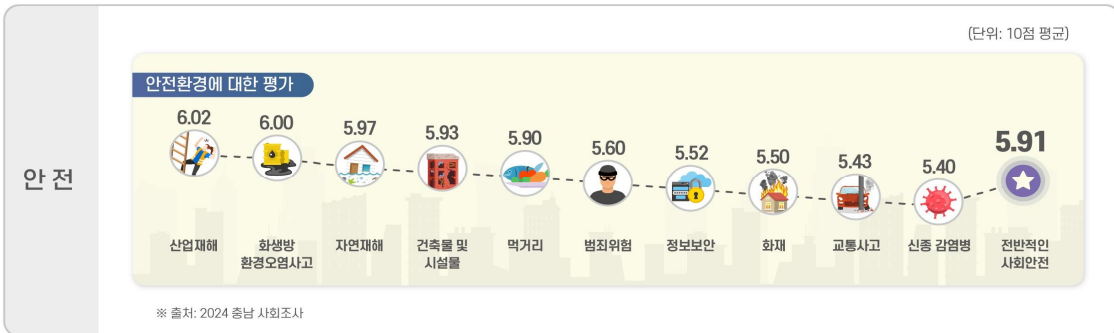 안 전
(단위: 10점 평균)
안전환경에 대한 평가
6.02
6.00
5.97
5.93
5.90
5.60
5.52
5.50
5.43
5.40
5.91
산업재해
화생방
환경오염사고
자연재해
건축물 및
시설물
먹거리
범죄위험
정보보안
화재
교통사고
신종 감염병
전반적인
사회안전
※ 출처: 2024 충남 사회조사